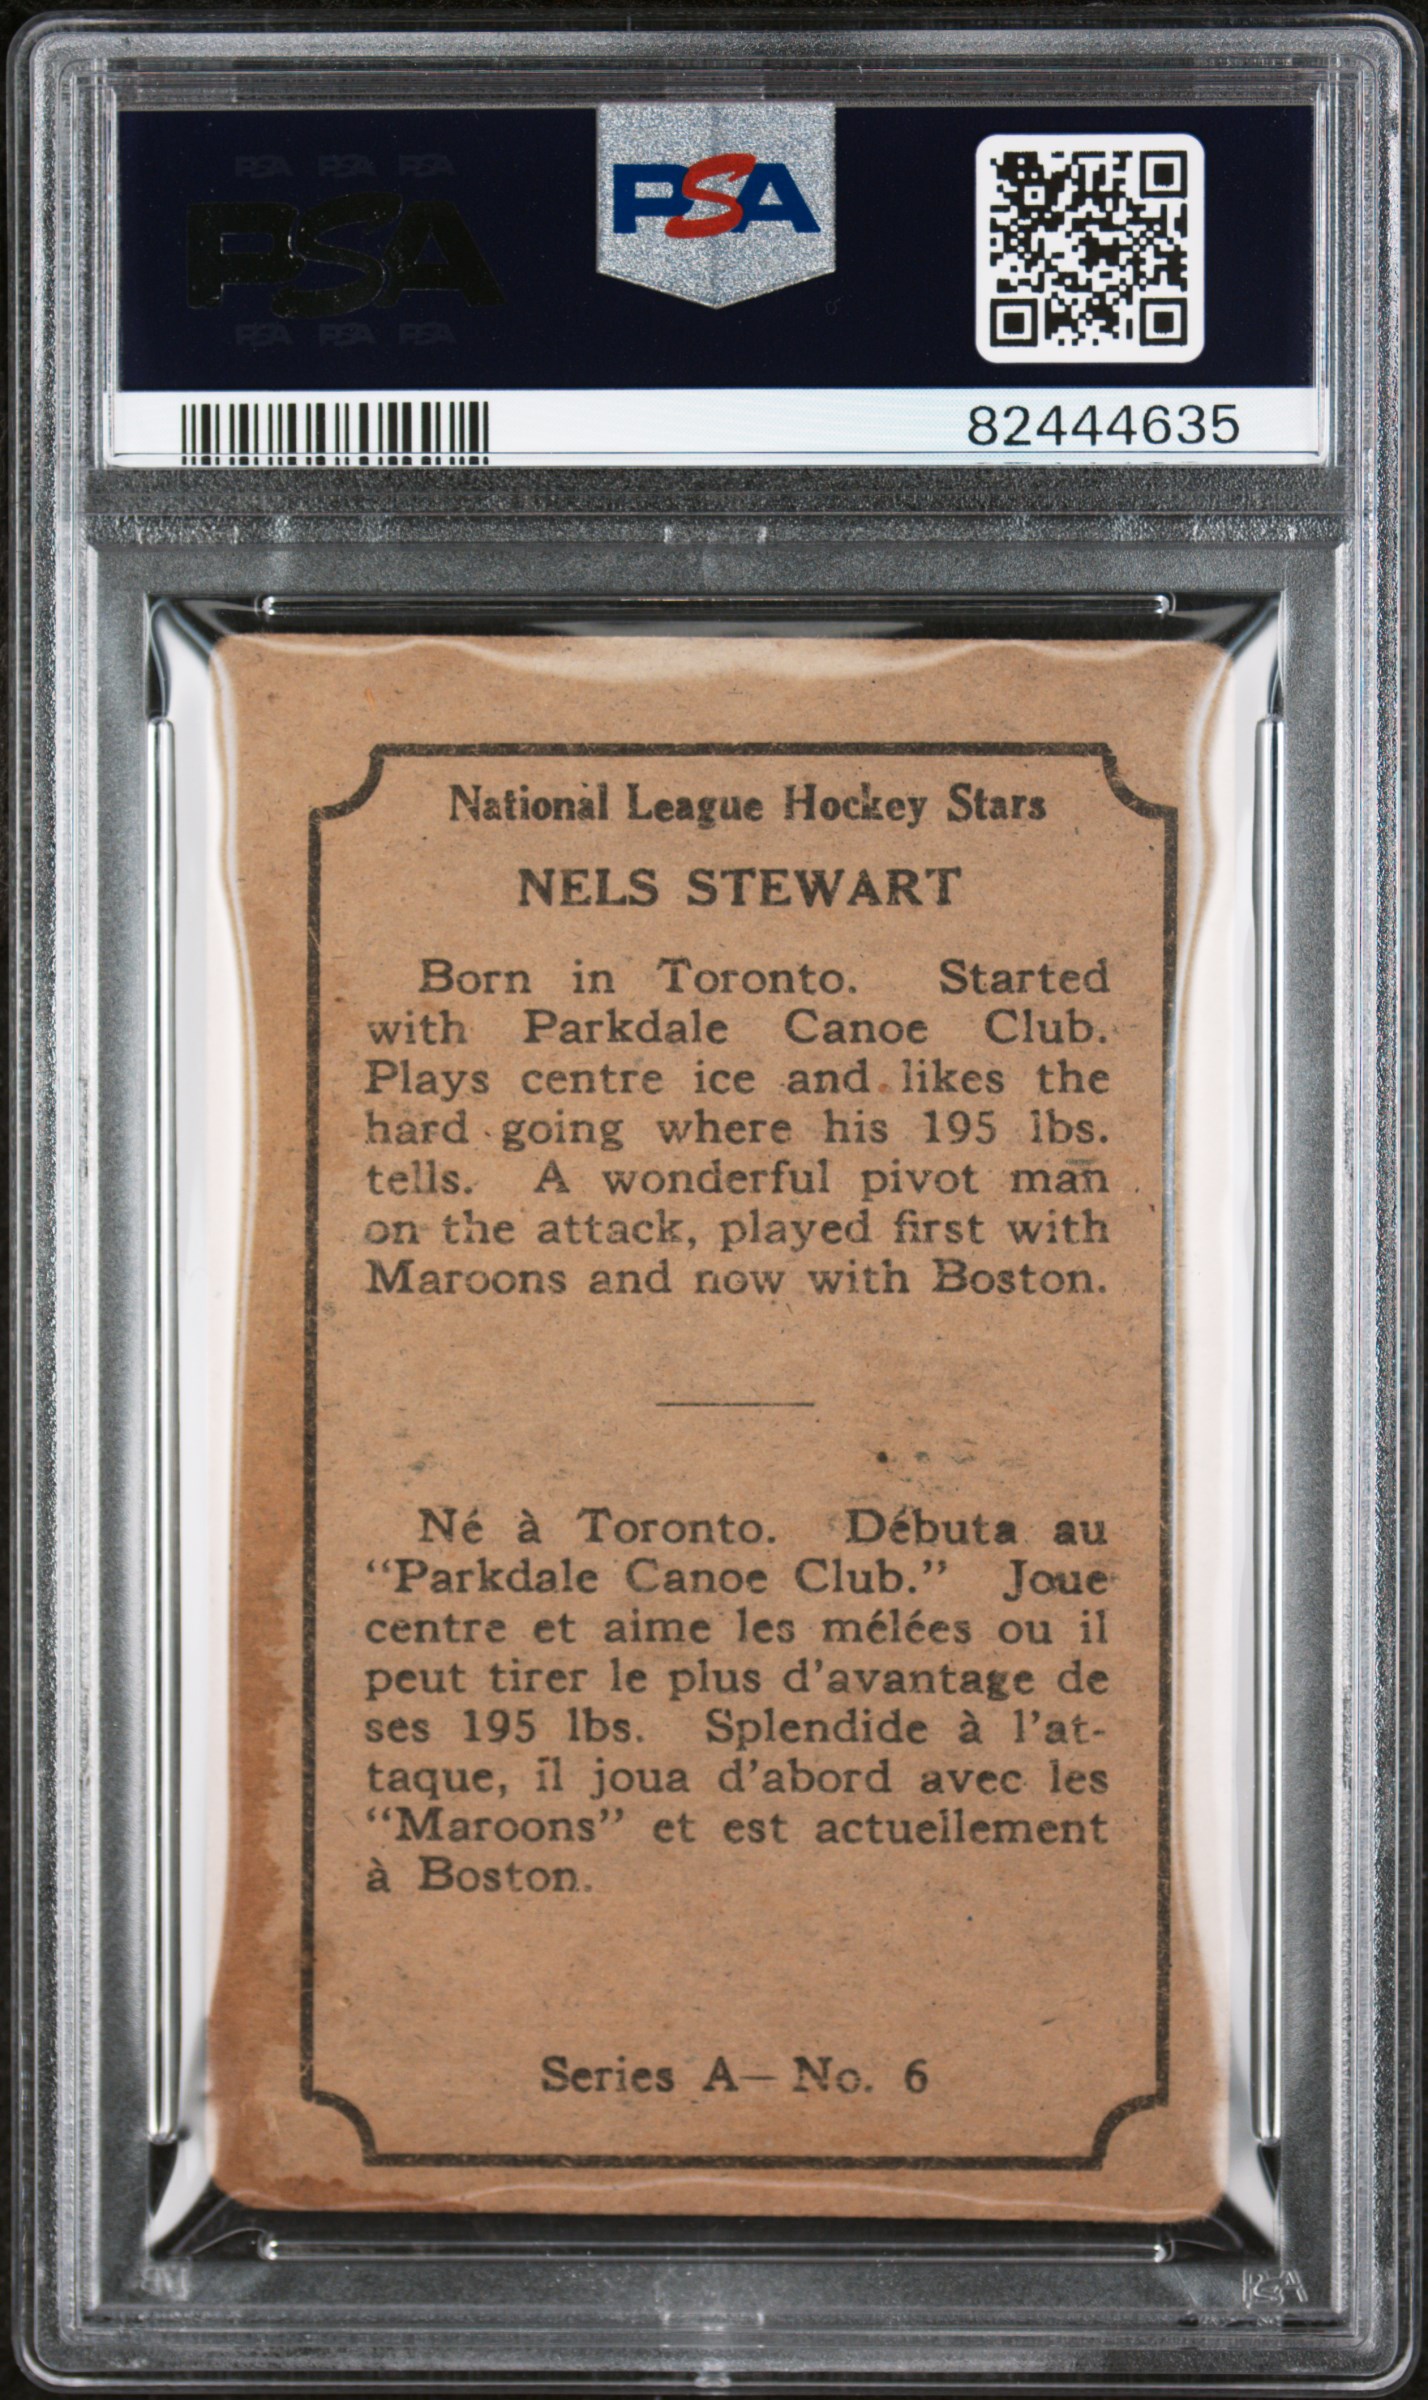 PSA PSA PSA
PSA
PSA PSA PSA
PSA
82444635
National League Hockey Stars
NELS STEWART
Born in Toronto. Started
with Parkdale Canoe Club.
Plays centre ice and likes the
hard going where his 195 lbs.
tells. A wonderful pivot man
on the attack, played first with
Maroons and now with Boston.
Né à Toronto. Débuta au
“Parkdale Canoe Club.” Joue
centre et aime les mélées ou il
peut tirer le plus d’avantage de
ses 195 lbs. Splendide à l’at-
taque, il joua d’abord avec les
“Maroons” et est actuellement
à Boston.
Series A— No. 6
PSA